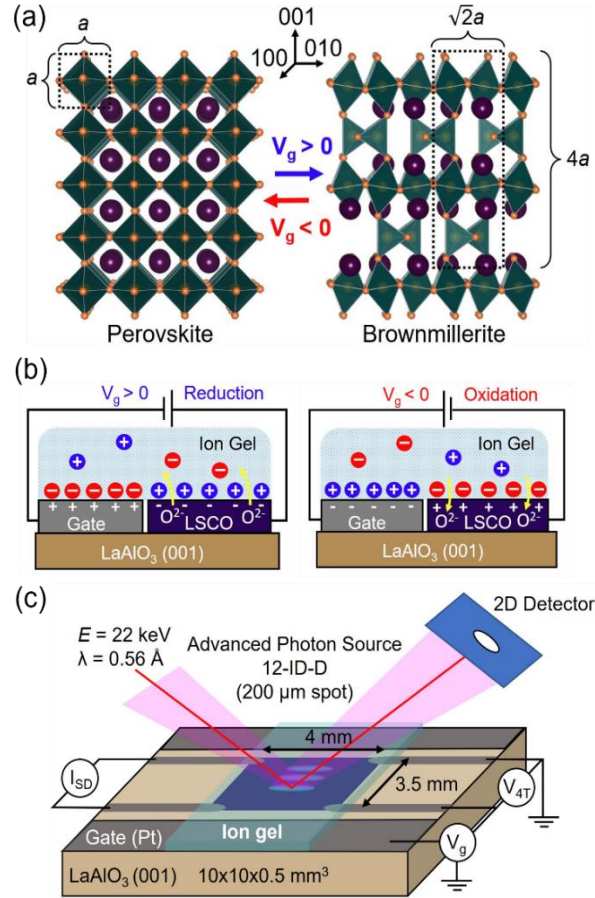 (a)
a
a
001
100
010
√2a
4a
V_g > 0
V_g < 0
Perovskite
Brownmillerite
(b)
V_g > 0
Reduction
Ion Gel
+ + − −
− − − − − + + + + +
+ + + + + - - - - -
Gate
O²⁻
LSCO
O²⁻
LaAlO₃ (001)
V_g < 0
Oxidation
Ion Gel
− − + +
+ + + + + − − − − −
- - - - - + + + + +
Gate
O²⁻
LSCO
O²⁻
LaAlO₃ (001)
(c)
E = 22 keV
λ = 0.56 Å
Advanced Photon Source
12-ID-D
(200 μm spot)
2D Detector
4 mm
3.5 mm
I_SD
V_4T
V_g
Gate (Pt)
Ion gel
LaAlO₃ (001) 10x10x0.5 mm³